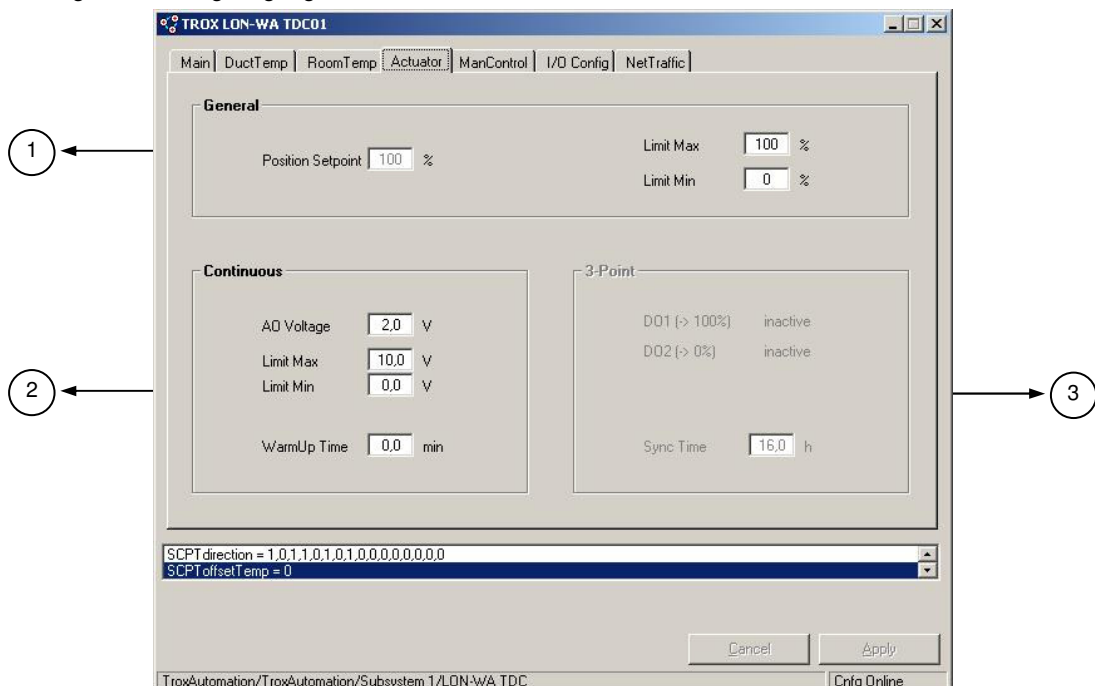 TROX LON-WA TDC01
Main DuctTemp RoomTemp Actuator ManControl I/O Config NetTraffic
General
1
Position Setpoint 100 %
Limit Max 100 %
Limit Min 0 %
Continuous
AO Voltage 2,0 V
Limit Max 10,0 V
Limit Min 0,0 V
WarmUp Time 0,0 min
2
3-Point
DO1 (-> 100%) inactive
DO2 (-> 0%) inactive
Sync Time 16,0 h
3
SCPTdirection = 1,0,1,1,0,1,0,1,0,0,0,0,0,0,0,0
SCPToffsetTemp = 0
Cancel Apply
TroxAutomation/TroxAutomation/Subsystem 1/LON-WA TDC Cnfg Online